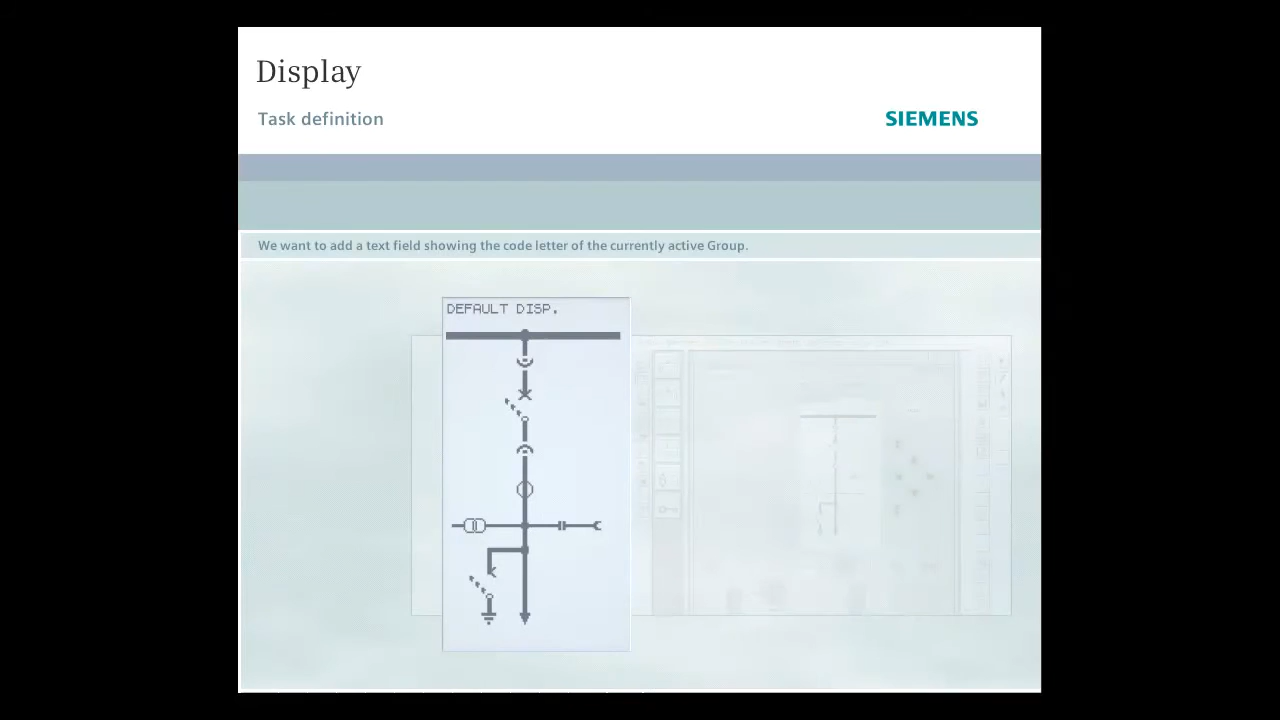 Display
Task definition
SIEMENS
We want to add a text field showing the code letter of the currently active Group.
DEFAULT DISP.